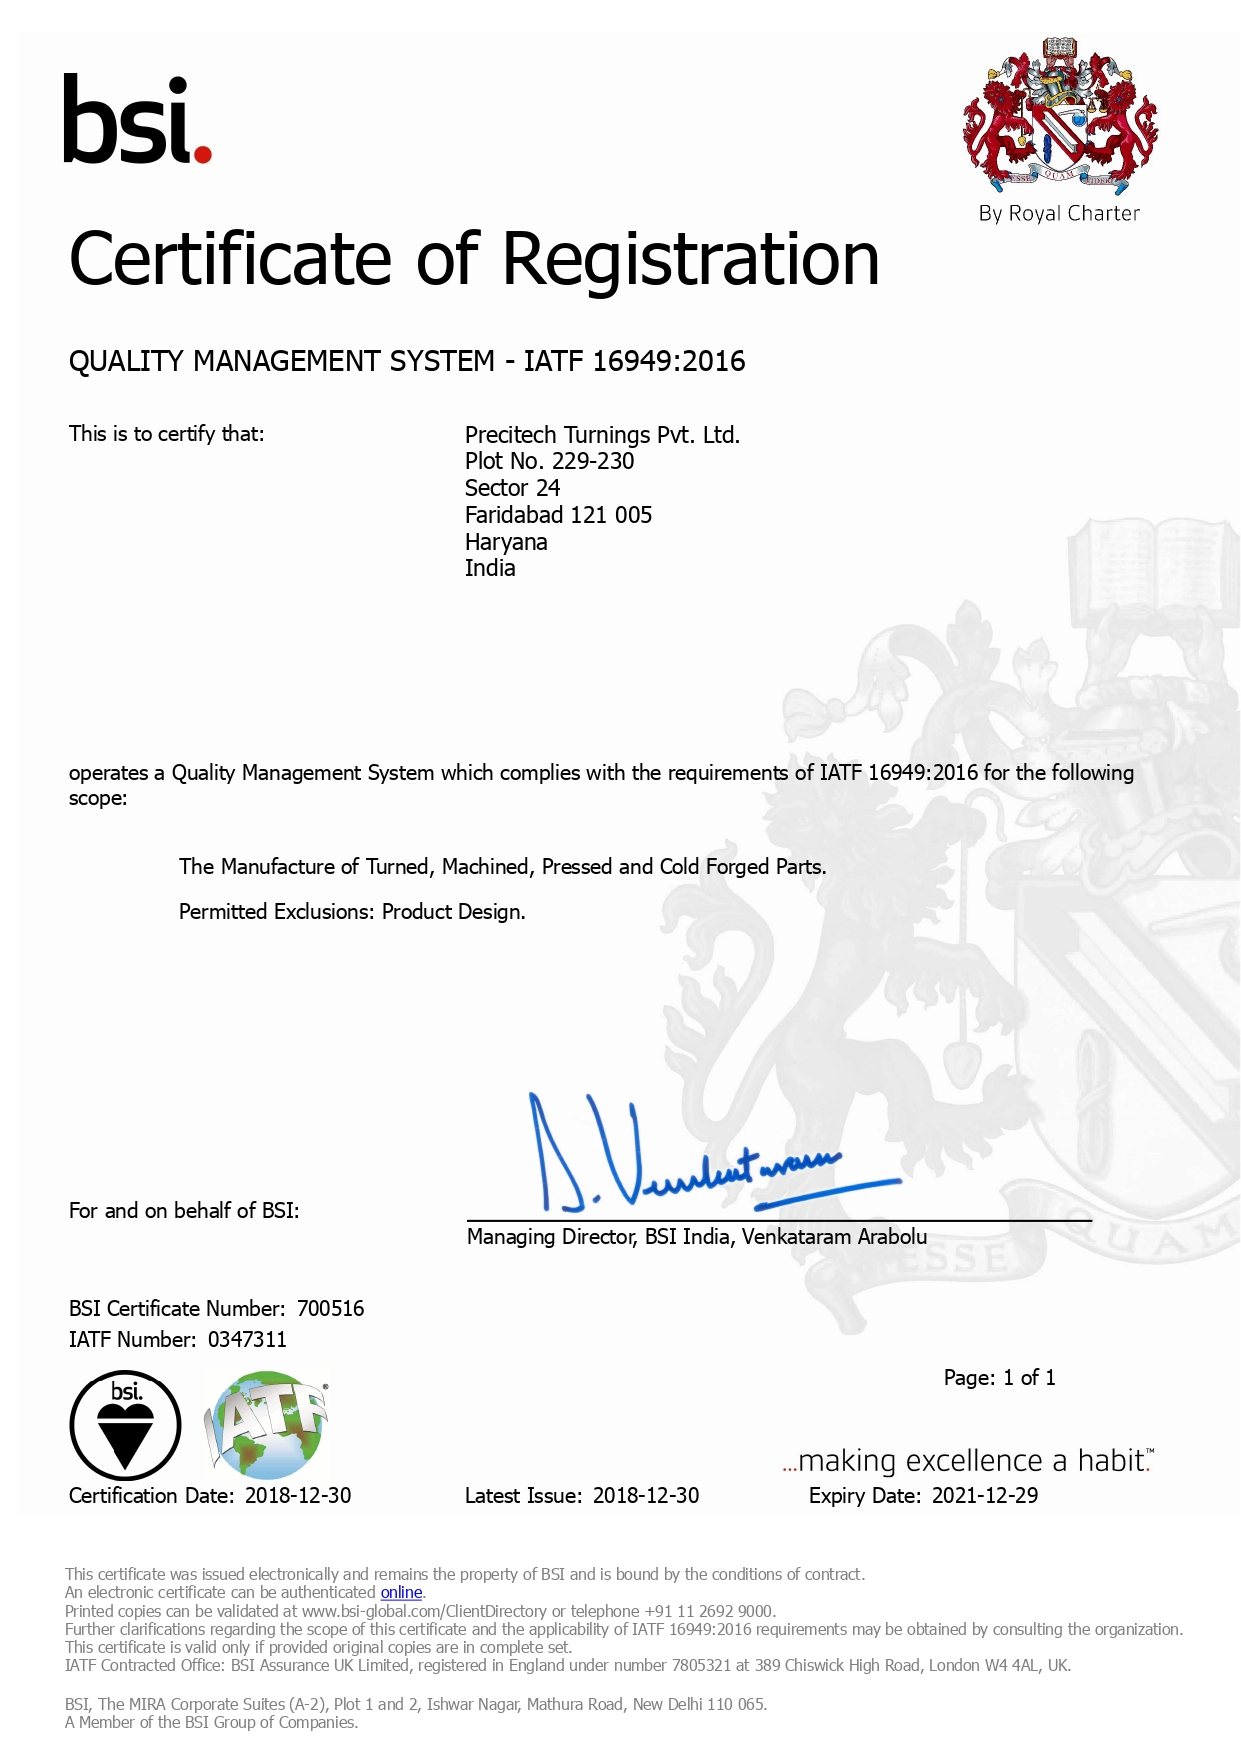 bsi.
ESSE QUAM VIDERI
By Royal Charter
Certificate of Registration
QUALITY MANAGEMENT SYSTEM - IATF 16949:2016
This is to certify that:
Precitech Turnings Pvt. Ltd.
Plot No. 229-230
Sector 24
Faridabad 121 005
Haryana
India
operates a Quality Management System which complies with the requirements of IATF 16949:2016 for the following
scope:
The Manufacture of Turned, Machined, Pressed and Cold Forged Parts.
Permitted Exclusions: Product Design.
For and on behalf of BSI:
Managing Director, BSI India, Venkataram Arabolu
ESSE QUAM
BSI Certificate Number: 700516
IATF Number: 0347311
Page: 1 of 1
bsi.
IATF®
...making excellence a habit.™
Certification Date: 2018-12-30 Latest Issue: 2018-12-30 Expiry Date: 2021-12-29
This certificate was issued electronically and remains the property of BSI and is bound by the conditions of contract.
An electronic certificate can be authenticated online.
Printed copies can be validated at www.bsi-global.com/ClientDirectory or telephone +91 11 2692 9000.
Further clarifications regarding the scope of this certificate and the applicability of IATF 16949:2016 requirements may be obtained by consulting the organization.
This certificate is valid only if provided original copies are in complete set.
IATF Contracted Office: BSI Assurance UK Limited, registered in England under number 7805321 at 389 Chiswick High Road, London W4 4AL, UK.
BSI, The MIRA Corporate Suites (A-2), Plot 1 and 2, Ishwar Nagar, Mathura Road, New Delhi 110 065.
A Member of the BSI Group of Companies.